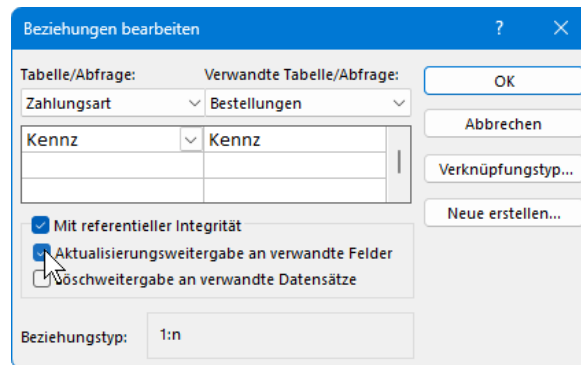 Beziehungen bearbeiten
Tabelle/Abfrage: Verwandte Tabelle/Abfrage:
Zahlungsart Bestellungen
Kennz Kennz
Mit referentieller Integrität
Aktualisierungsweitergabe an verwandte Felder
Löschweitergabe an verwandte Datensätze
Beziehungstyp: 1:n
OK
Abbrechen
Verknüpfungstyp...
Neue erstellen...